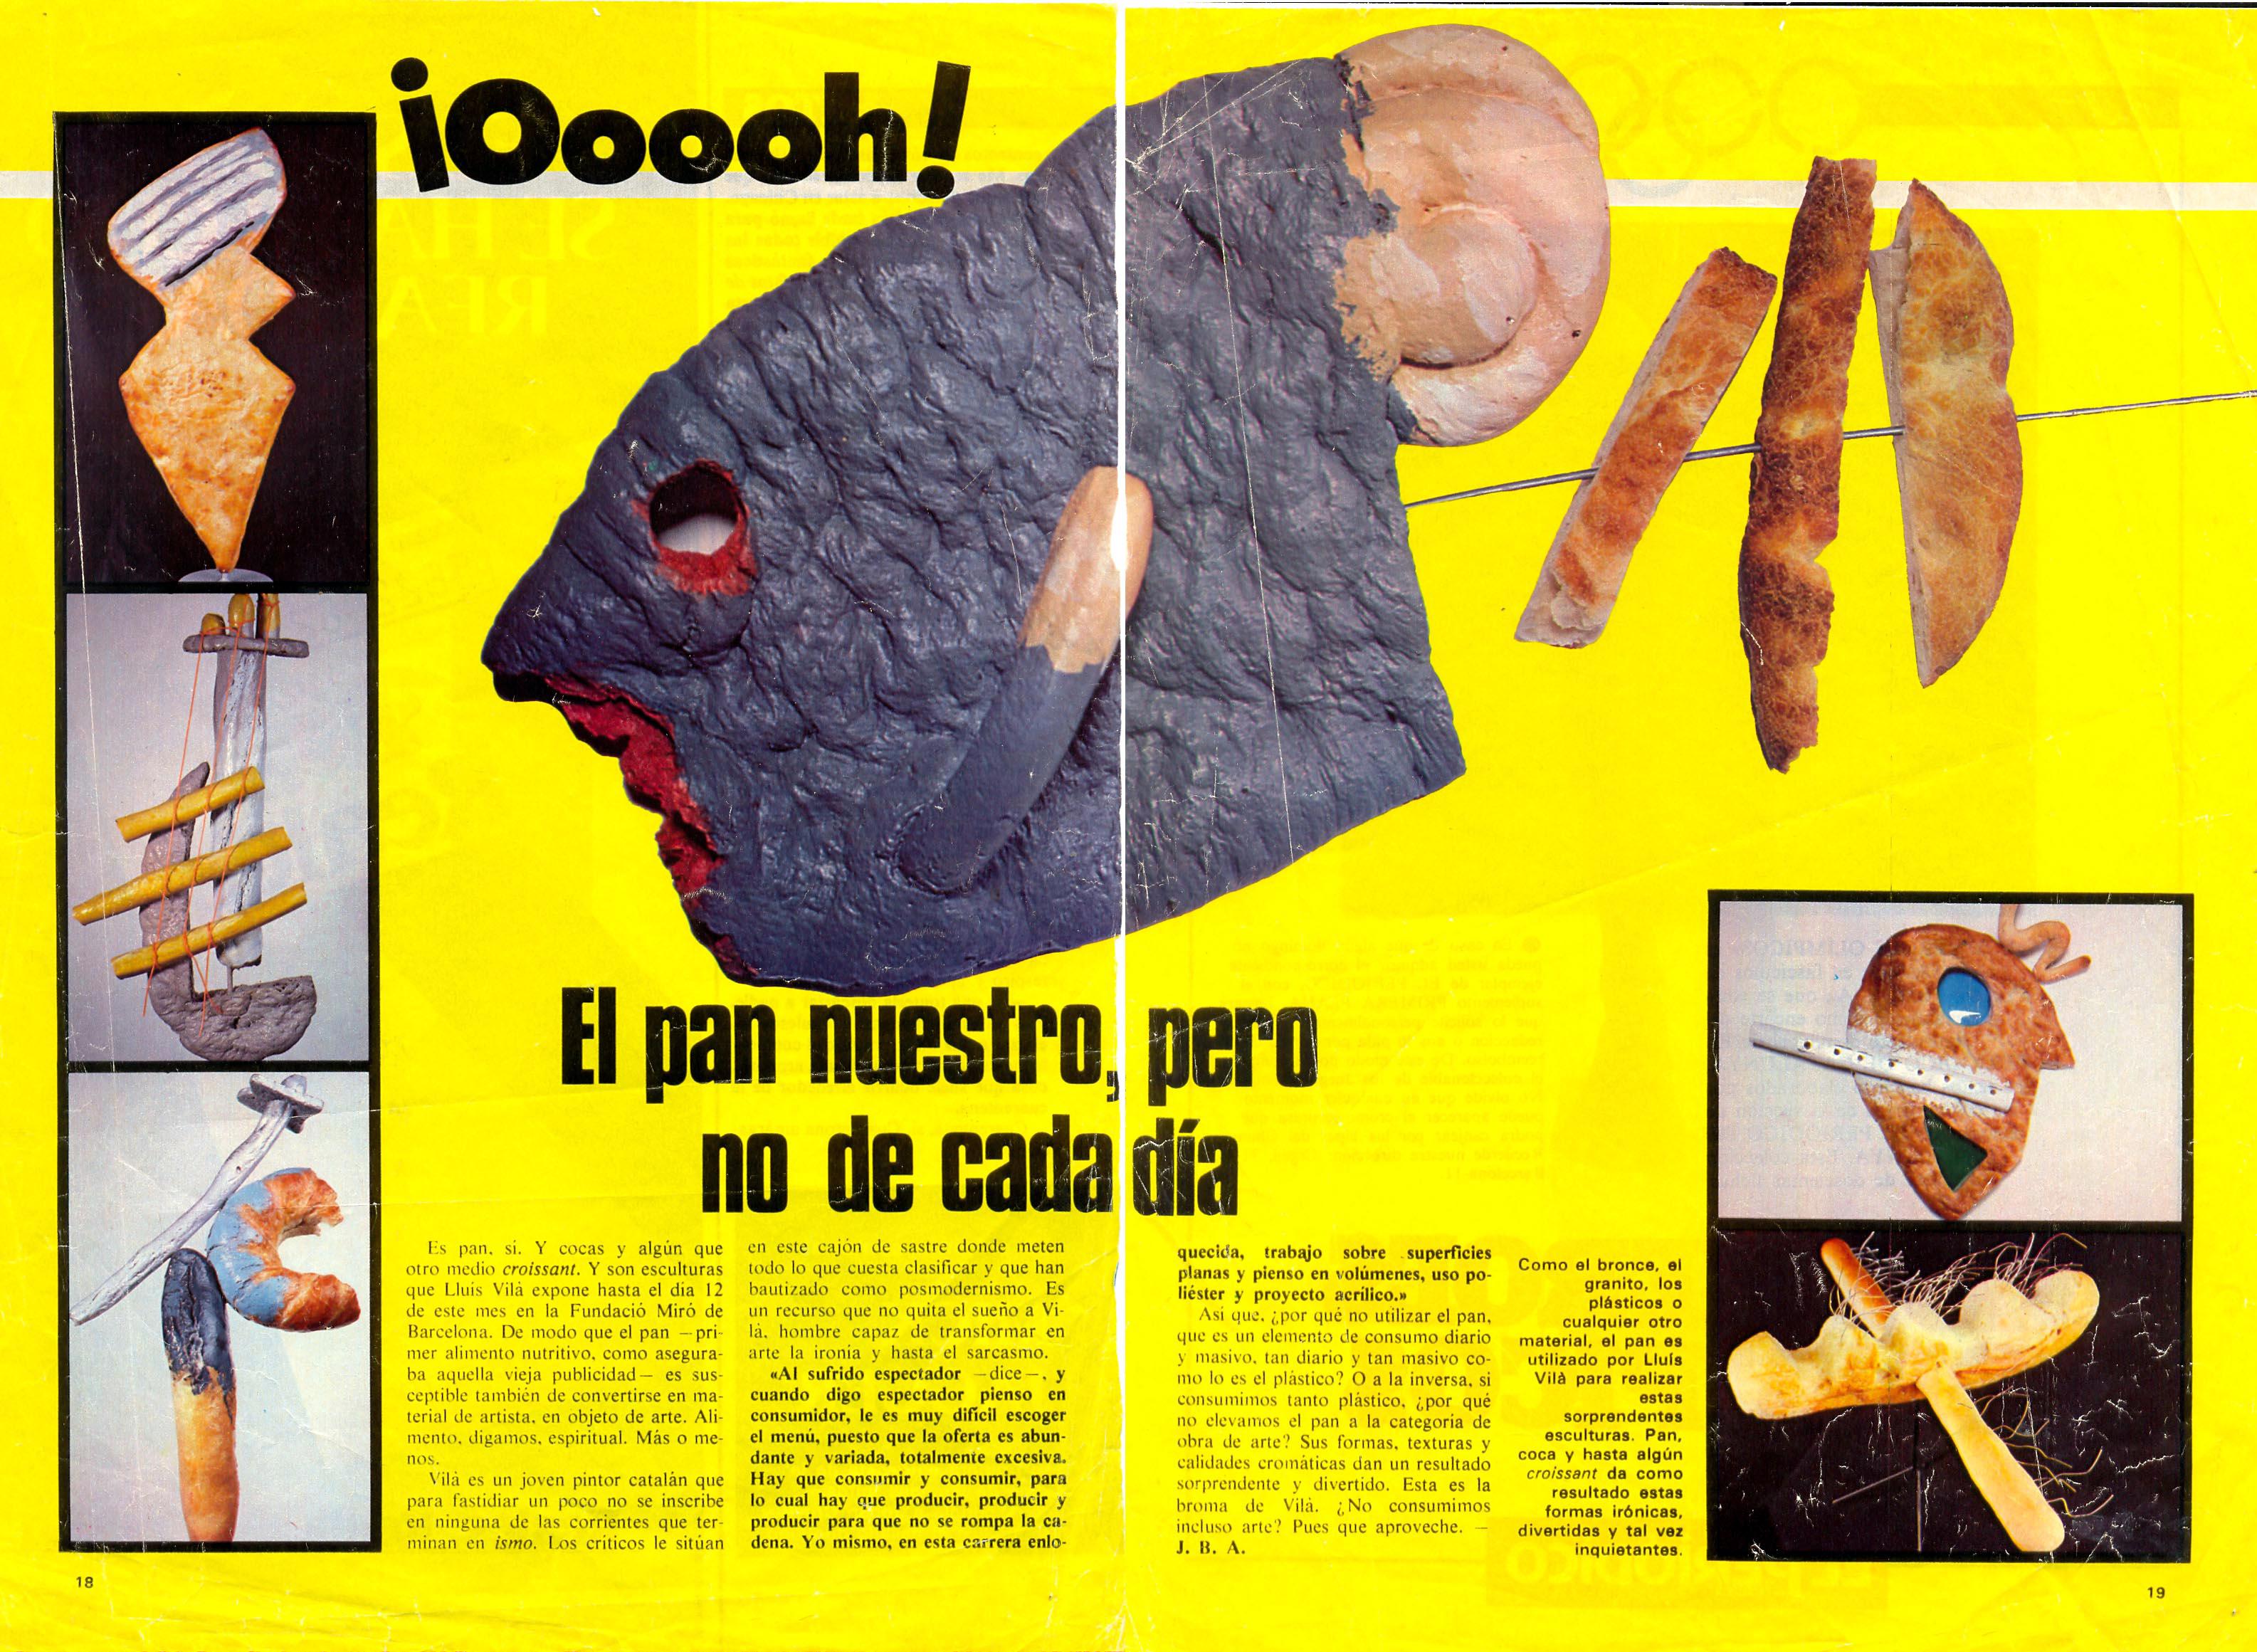 ¡Ooooh!
El pan nuestro, pero
no de cada día
Es pan, sí. Y cocas y algún que
otro medio croissant. Y son esculturas
que Lluís Vilà expone hasta el día 12
de este mes en la Fundació Miró de
Barcelona. De modo que el pan —pri-
mer alimento nutritivo, como asegura-
ba aquella vieja publicidad— es sus-
ceptible también de convertirse en ma-
terial de artista, en objeto de arte. Ali-
mento, digamos, espiritual. Más o me-
nos.
Vilà es un joven pintor catalán que
para fastidiar un poco no se inscribe
en ninguna de las corrientes que ter-
minan en ismo. Los críticos le sitúan
en este cajón de sastre donde meten
todo lo que cuesta clasificar y que han
bautizado como posmodernismo. Es
un recurso que no quita el sueño a Vi-
là, hombre capaz de transformar en
arte la ironía y hasta el sarcasmo.
«Al sufrido espectador —dice—, y
cuando digo espectador pienso en
consumidor, le es muy difícil escoger
el menú, puesto que la oferta es abun-
dante y variada, totalmente excesiva.
Hay que consumir y consumir, para
lo cual hay que producir, producir y
producir para que no se rompa la ca-
dena. Yo mismo, en esta carrera enlo-
quecida, trabajo sobre superficies
planas y pienso en volúmenes, uso po-
liéster y proyecto acrílico.»
Así que, ¿por qué no utilizar el pan,
que es un elemento de consumo diario
y masivo, tan diario y tan masivo co-
mo lo es el plástico? O a la inversa, si
consumimos tanto plástico, ¿por qué
no elevamos el pan a la categoría de
obra de arte? Sus formas, texturas y
calidades cromáticas dan un resultado
sorprendente y divertido. Esta es la
broma de Vilà. ¿No consumimos
incluso arte? Pues que aproveche. —
J. B. A.
Como el bronce, el
granito, los
plásticos o
cualquier otro
material, el pan es
utilizado por Lluís
Vilà para realizar
estas
sorprendentes
esculturas. Pan,
coca y hasta algún
croissant da como
resultado estas
formas irónicas,
divertidas y tal vez
inquietantes.
18
19